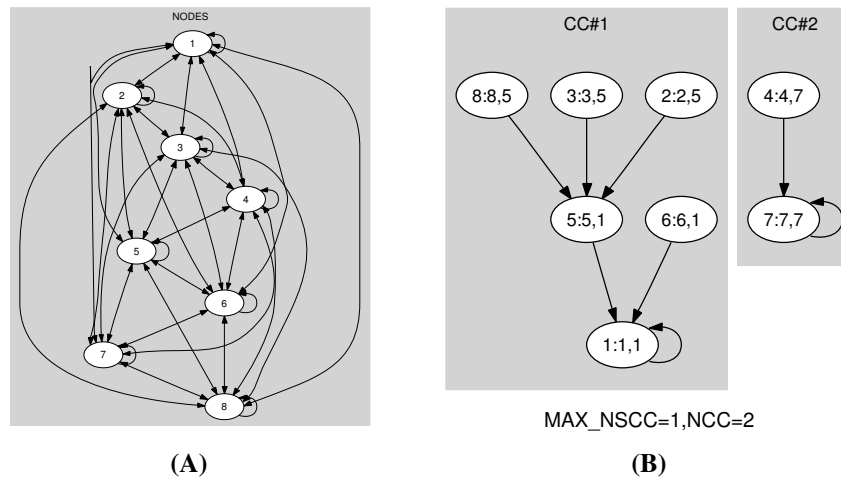 NODES
1
2
3
4
5
6
7
8
(A)
CC#1
CC#2
8:8,5
3:3,5
2:2,5
4:4,7
5:5,1
6:6,1
7:7,7
1:1,1
MAX_NSCC=1,NCC=2
(B)